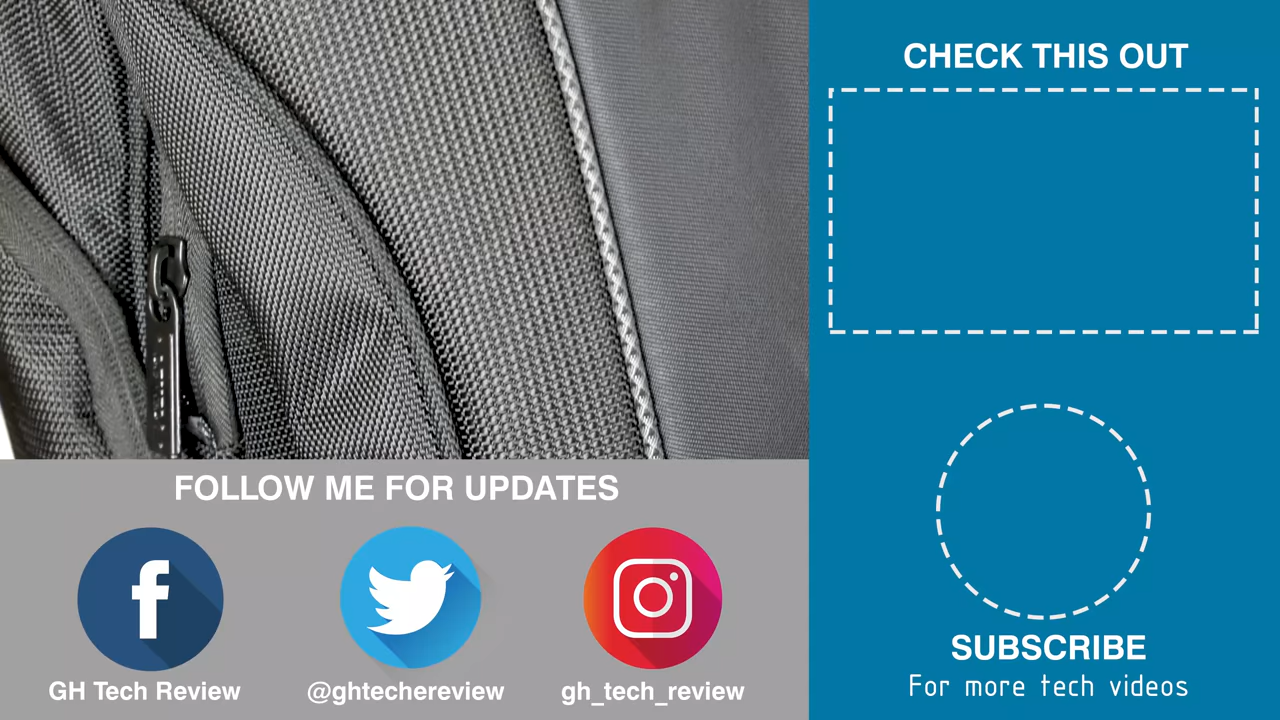 CHECK THIS OUT
FOLLOW ME FOR UPDATES
GH Tech Review
@ghtechereview
gh_tech_review
SUBSCRIBE
For more tech videos